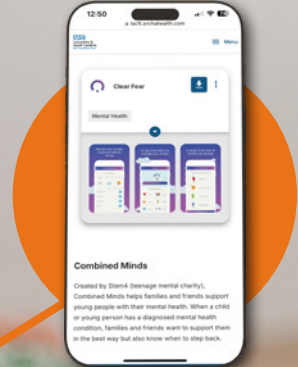 12:50
lscft.orchahealth.com
NHS
Menu
Clear Fear
Mental Health
Combined Minds
Created by Stem4 (teenage mental charity),
Combined Minds helps families and friends support
young people with their mental health. When a child
or young person has a diagnosed mental health
condition, families and friends want to support them
in the best way but also know when to step back.